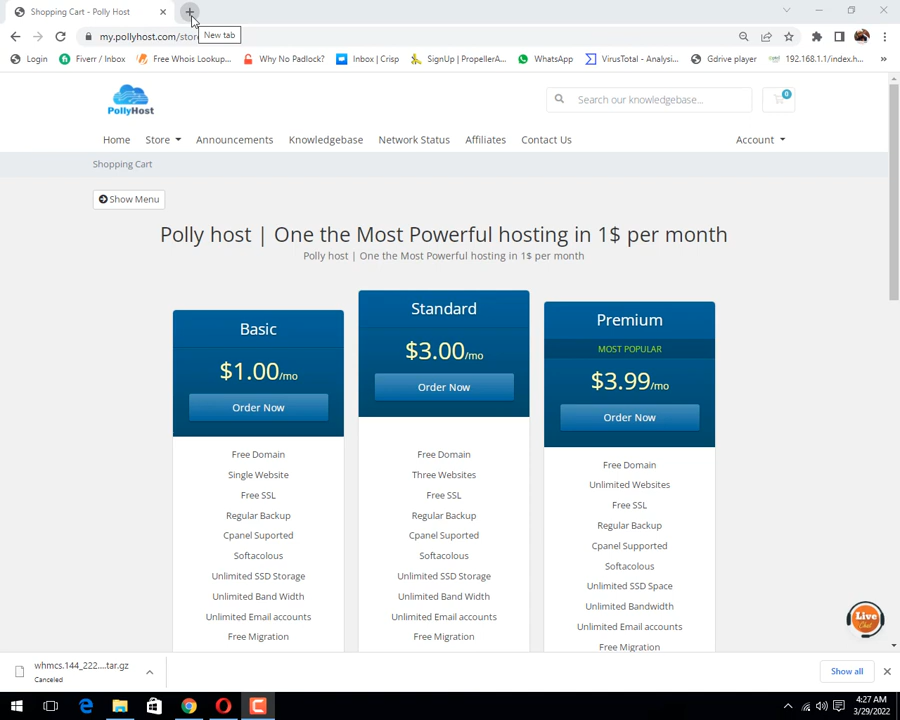 Shopping Cart - Polly Host
New tab
my.pollyhost.com/stor
Login
Fiverr / Inbox
Free Whois Lookup...
Why No Padlock?
Inbox | Crisp
SignUp | PropellerA...
WhatsApp
VirusTotal - Analysi...
Gdrive player
192.168.1.1/index.h...
»
PollyHost
Search our knowledgebase...
0
Home
Store
Announcements
Knowledgebase
Network Status
Affiliates
Contact Us
Account
Shopping Cart
Show Menu
Polly host | One the Most Powerful hosting in 1$ per month
Polly host | One the Most Powerful hosting in 1$ per month
Basic
$1.00/mo
Order Now
Free Domain
Single Website
Free SSL
Regular Backup
Cpanel Suported
Softacolous
Unlimited SSD Storage
Unlimited Band Width
Unlimited Email accounts
Free Migration
Standard
$3.00/mo
Order Now
Free Domain
Three Websites
Free SSL
Regular Backup
Cpanel Suported
Softacolous
Unlimited SSD Storage
Unlimited Band Width
Unlimited Email accounts
Free Migration
Premium
MOST POPULAR
$3.99/mo
Order Now
Free Domain
Unlimited Websites
Free SSL
Regular Backup
Cpanel Supported
Softacolous
Unlimited SSD Space
Unlimited Bandwidth
Unlimited Email accounts
Free Migration
Live
Chat
whmcs.144_222....tar.gz
Canceled
Show all
4:27 AM
3/29/2022